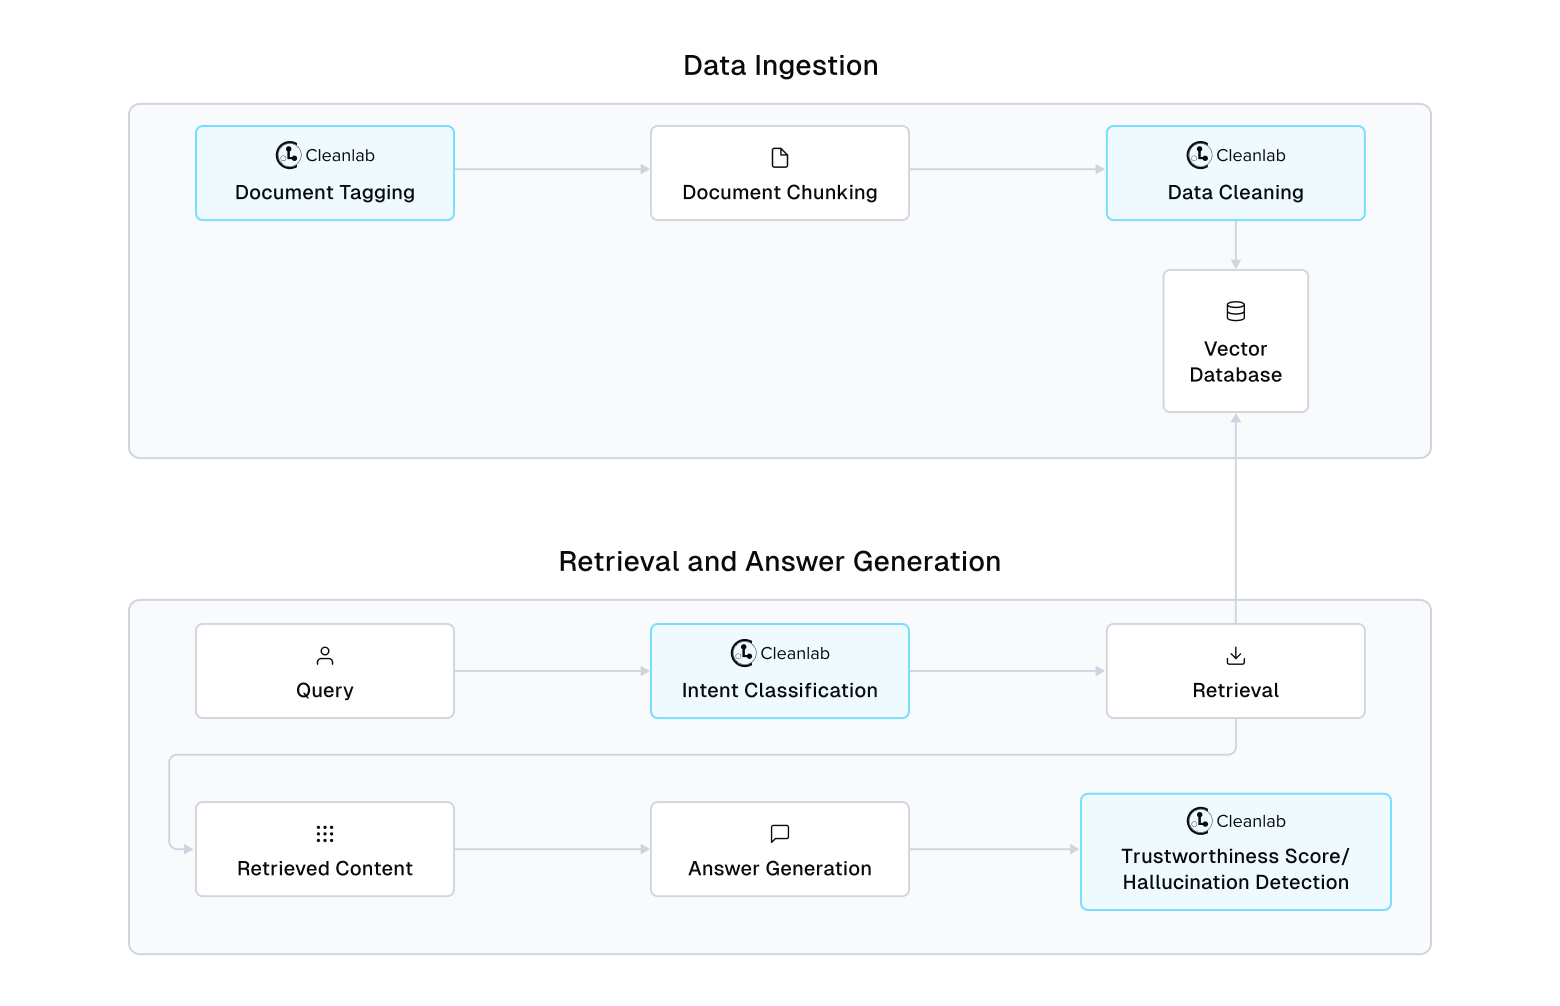 Data Ingestion
Cleanlab
Document Tagging
Document Chunking
Cleanlab
Data Cleaning
Vector
Database
Retrieval and Answer Generation
Query
Cleanlab
Intent Classification
Retrieval
Retrieved Content
Answer Generation
Cleanlab
Trustworthiness Score/
Hallucination Detection